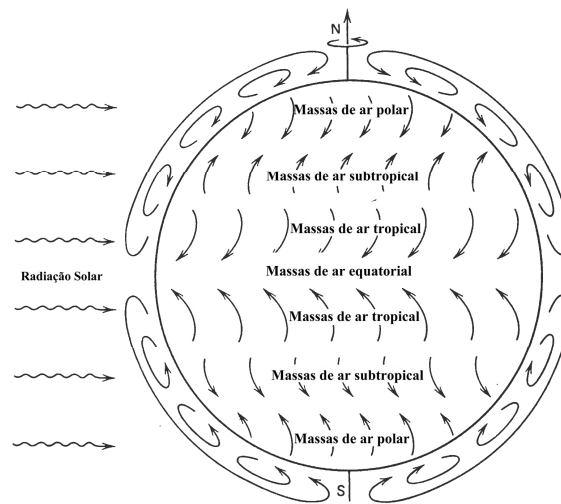 N
Massas de ar polar
Massas de ar subtropical
Massas de ar tropical
Radiação Solar
Massas de ar equatorial
Massas de ar tropical
Massas de ar subtropical
Massas de ar polar
S